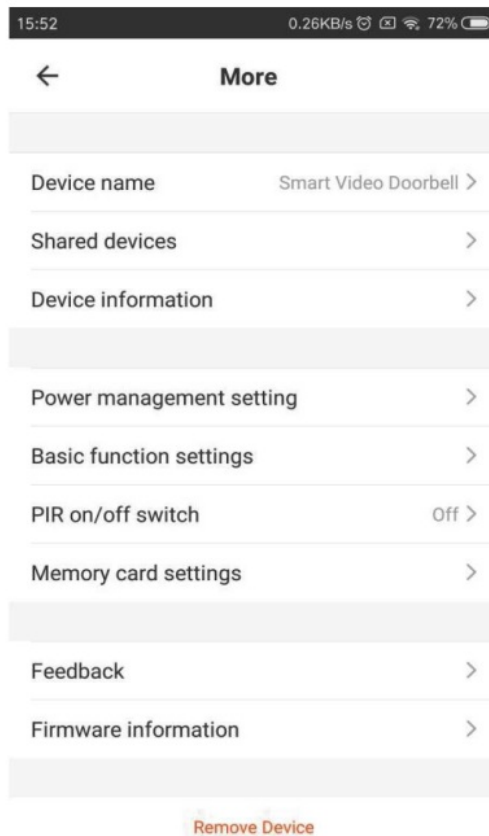 15:52 0.26KB/s 72%
More
Device name Smart Video Doorbell >
Shared devices >
Device information >
Power management setting >
Basic function settings >
PIR on/off switch Off >
Memory card settings >
Feedback >
Firmware information >
Remove Device